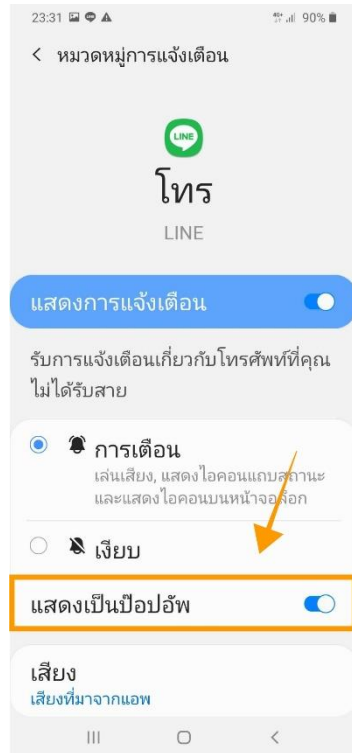 23:31
4G+
90%
หมวดหมู่การแจ้งเตือน
LINE
โทร
LINE
แสดงการแจ้งเตือน
รับการแจ้งเตือนเกี่ยวกับโทรศัพท์ที่คุณ
ไม่ได้รับสาย
การเตือน
เล่นเสียง, แสดงไอคอนแถบสถานะ
และแสดงไอคอนบนหน้าจอล็อก
เงียบ
แสดงเป็นป๊อปอัพ
เสียง
เสียงที่มาจากแอพ